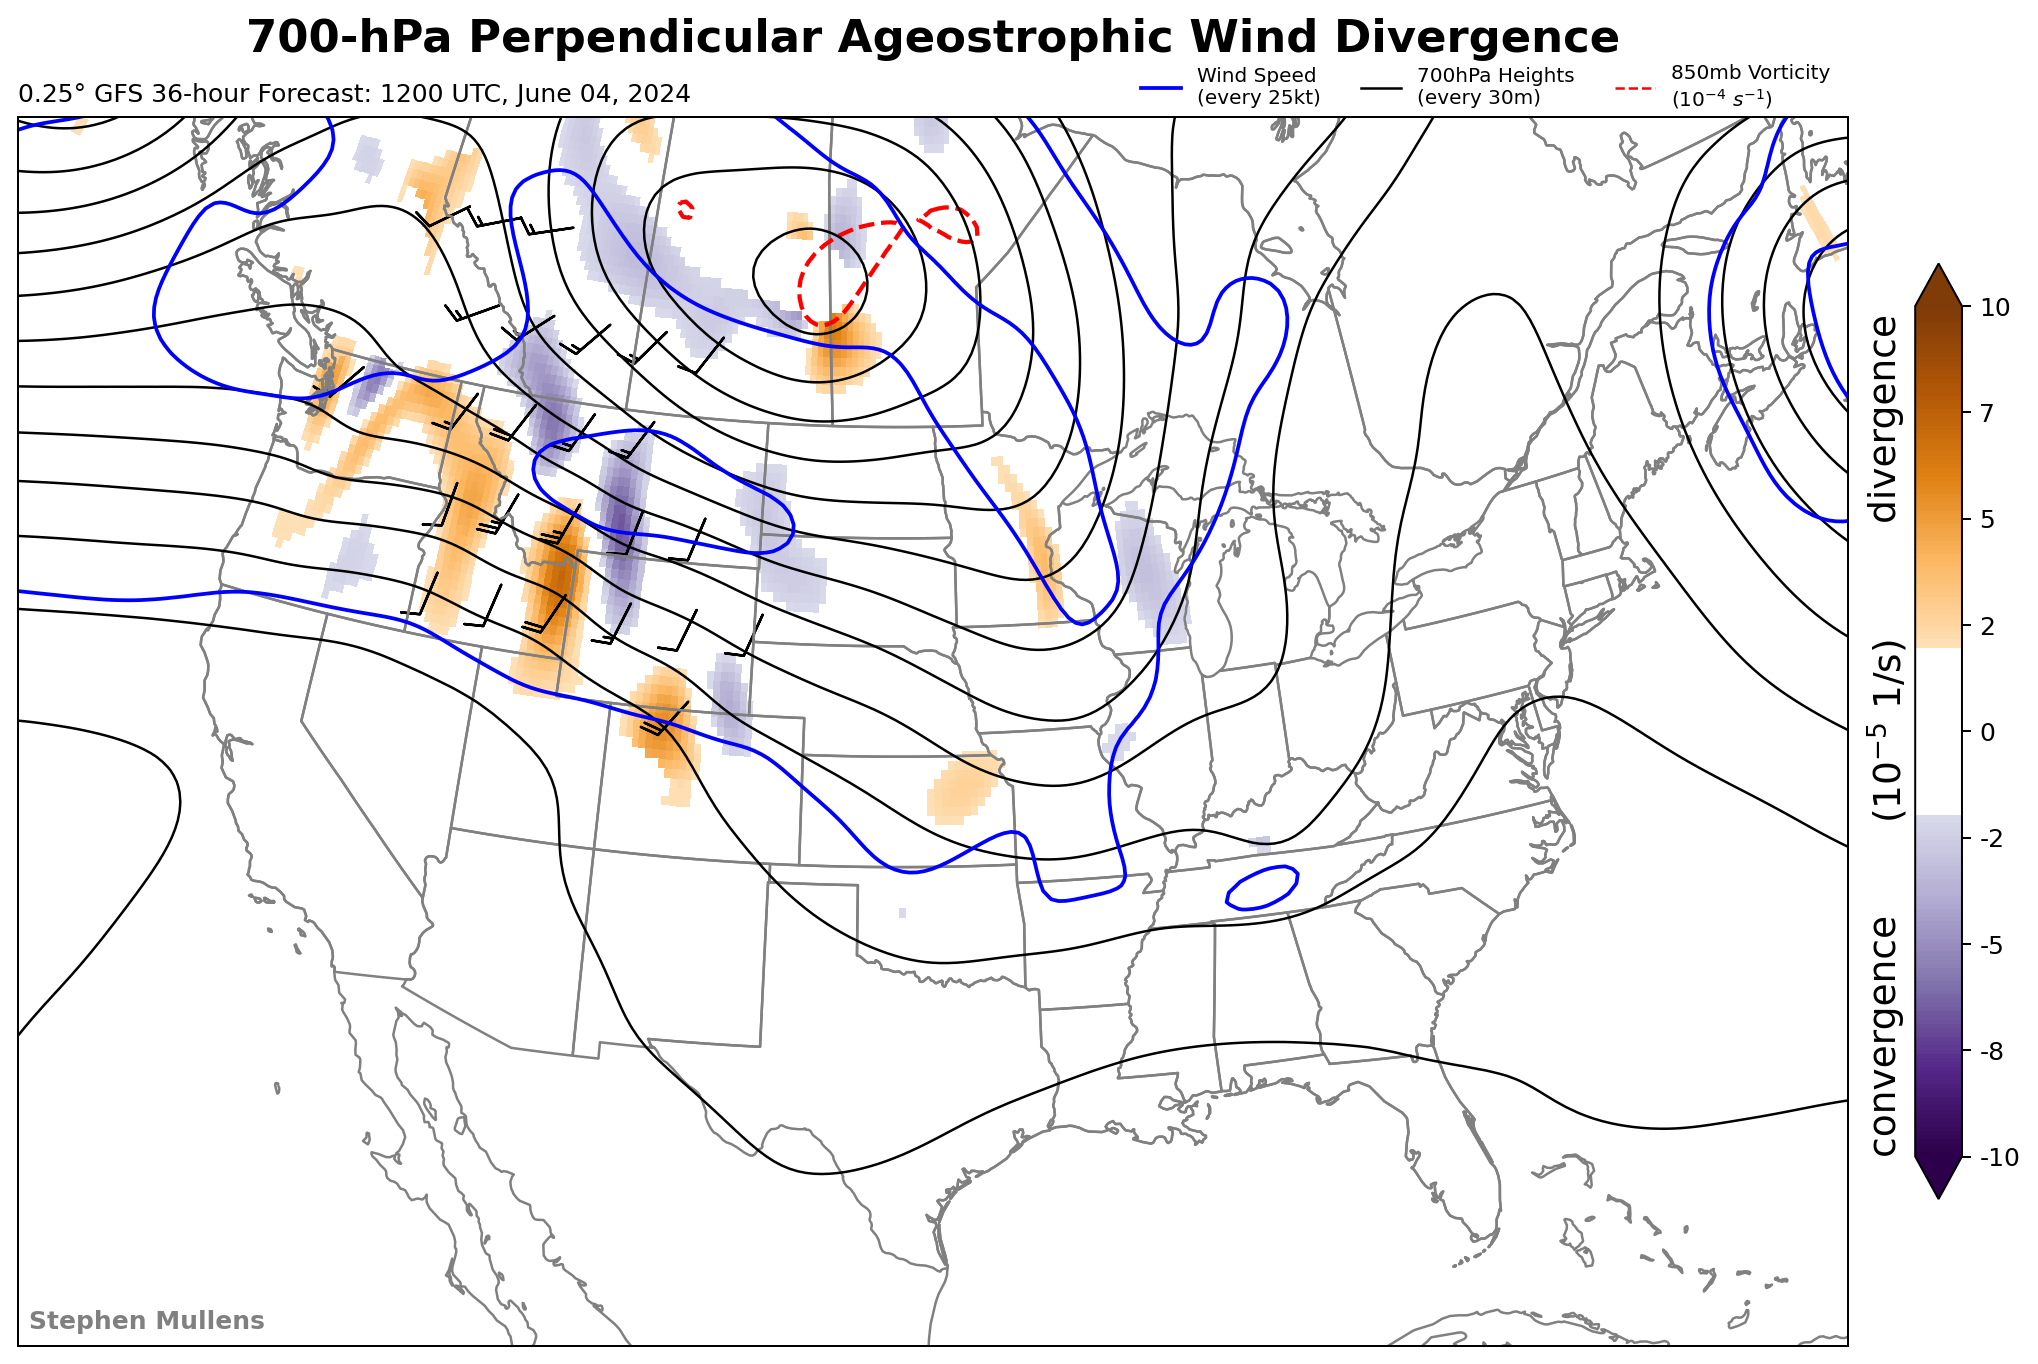 700-hPa Perpendicular Ageostrophic Wind Divergence
0.25° GFS 36-hour Forecast: 1200 UTC, June 04, 2024
Wind Speed
(every 25kt)
700hPa Heights
(every 30m)
850mb Vorticity
(10⁻⁴ s⁻¹)
10
7
5
2
0
-2
-5
-8
-10
convergence (10⁻⁵ 1/s) divergence
Stephen Mullens